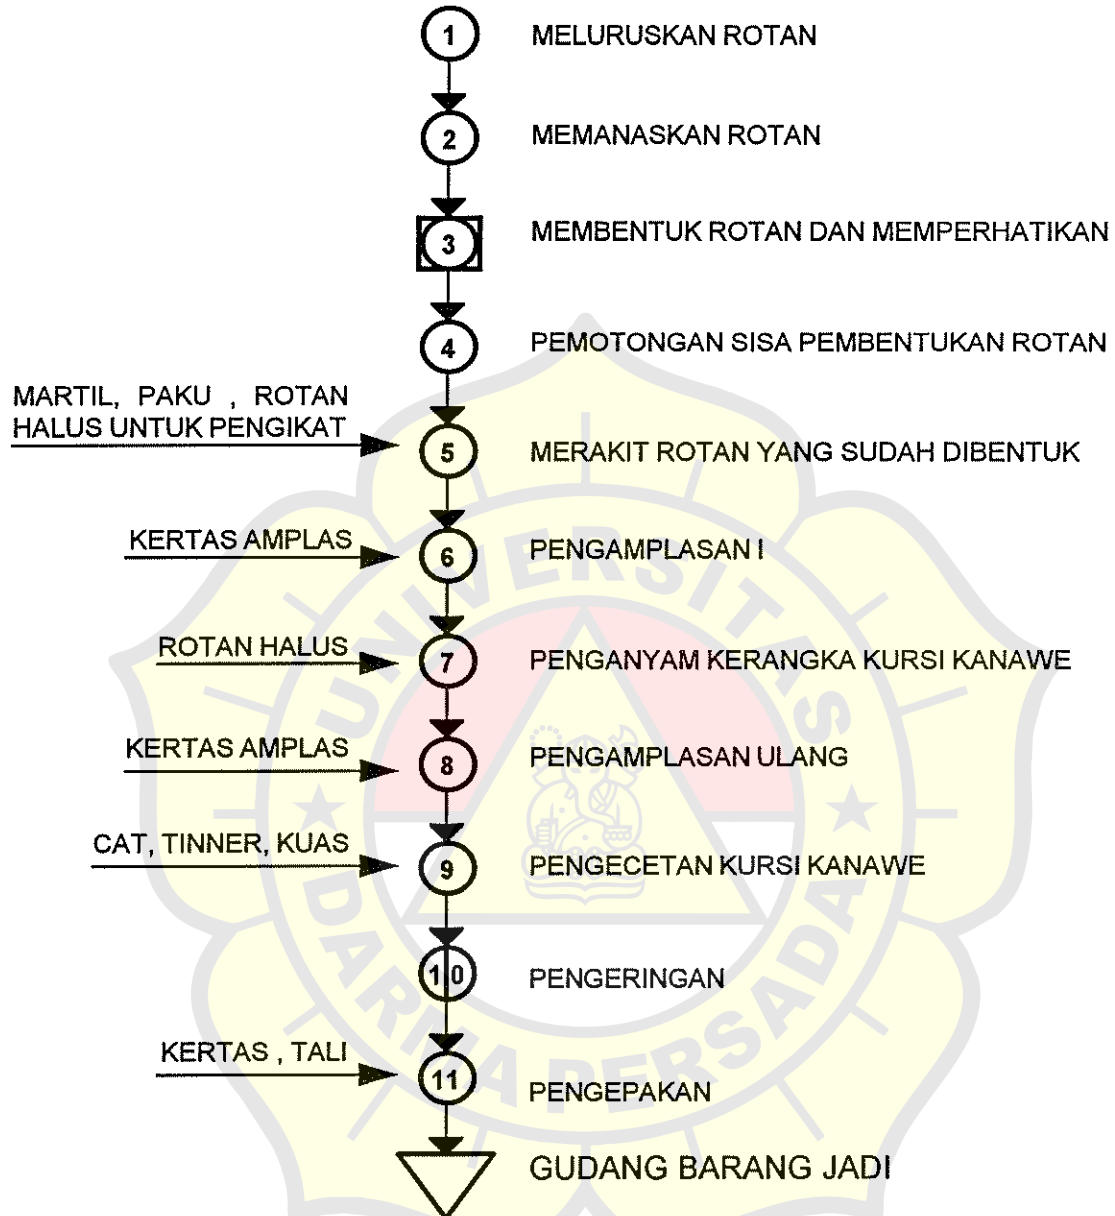 1 MELURUSKAN ROTAN
2 MEMANASKAN ROTAN
3 MEMBENTUK ROTAN DAN MEMPERHATIKAN
4 PEMOTONGAN SISA PEMBENTUKAN ROTAN
MARTIL, PAKU , ROTAN
HALUS UNTUK PENGIKAT
5 MERAKIT ROTAN YANG SUDAH DIBENTUK
KERTAS AMPLAS
6 PENGAMPLASAN I
ROTAN HALUS
7 PENGANYAM KERANGKA KURSI KANAWE
KERTAS AMPLAS
8 PENGAMPLASAN ULANG
CAT, TINNER, KUAS
9 PENGECETAN KURSI KANAWE
10 PENGERINGAN
KERTAS , TALI
11 PENGEPAKAN
GUDANG BARANG JADI
UNIVERSITAS
DARMA PERSADA